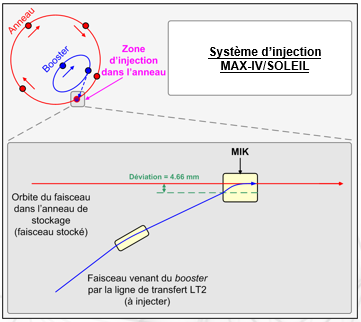 Anneau
Booster
Zone
d'injection
dans l'anneau
Système d'injection
MAX-IV/SOLEIL
MIK
Déviation = 4.66 mm
Orbite du faisceau
dans l'anneau de
stockage
(faisceau stocké)
Faisceau venant du booster
par la ligne de transfert LT2
(à injecter)